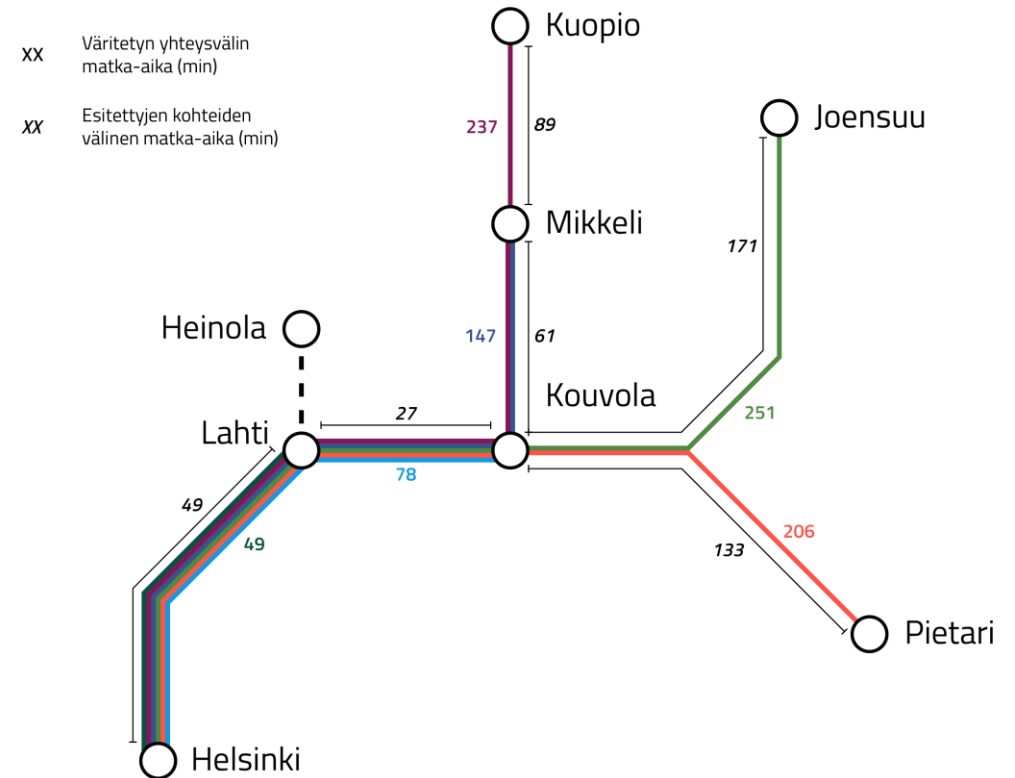 Kuopio
xx
Väritetyn yhteysvälin
matka-aika (min)
xx
Esitettyjen kohteiden
välinen matka-aika (min)
237
89
Joensuu
Mikkeli
171
Heinola
147
61
Kouvola
27
251
Lahti
78
49
49
206
133
Pietari
Helsinki